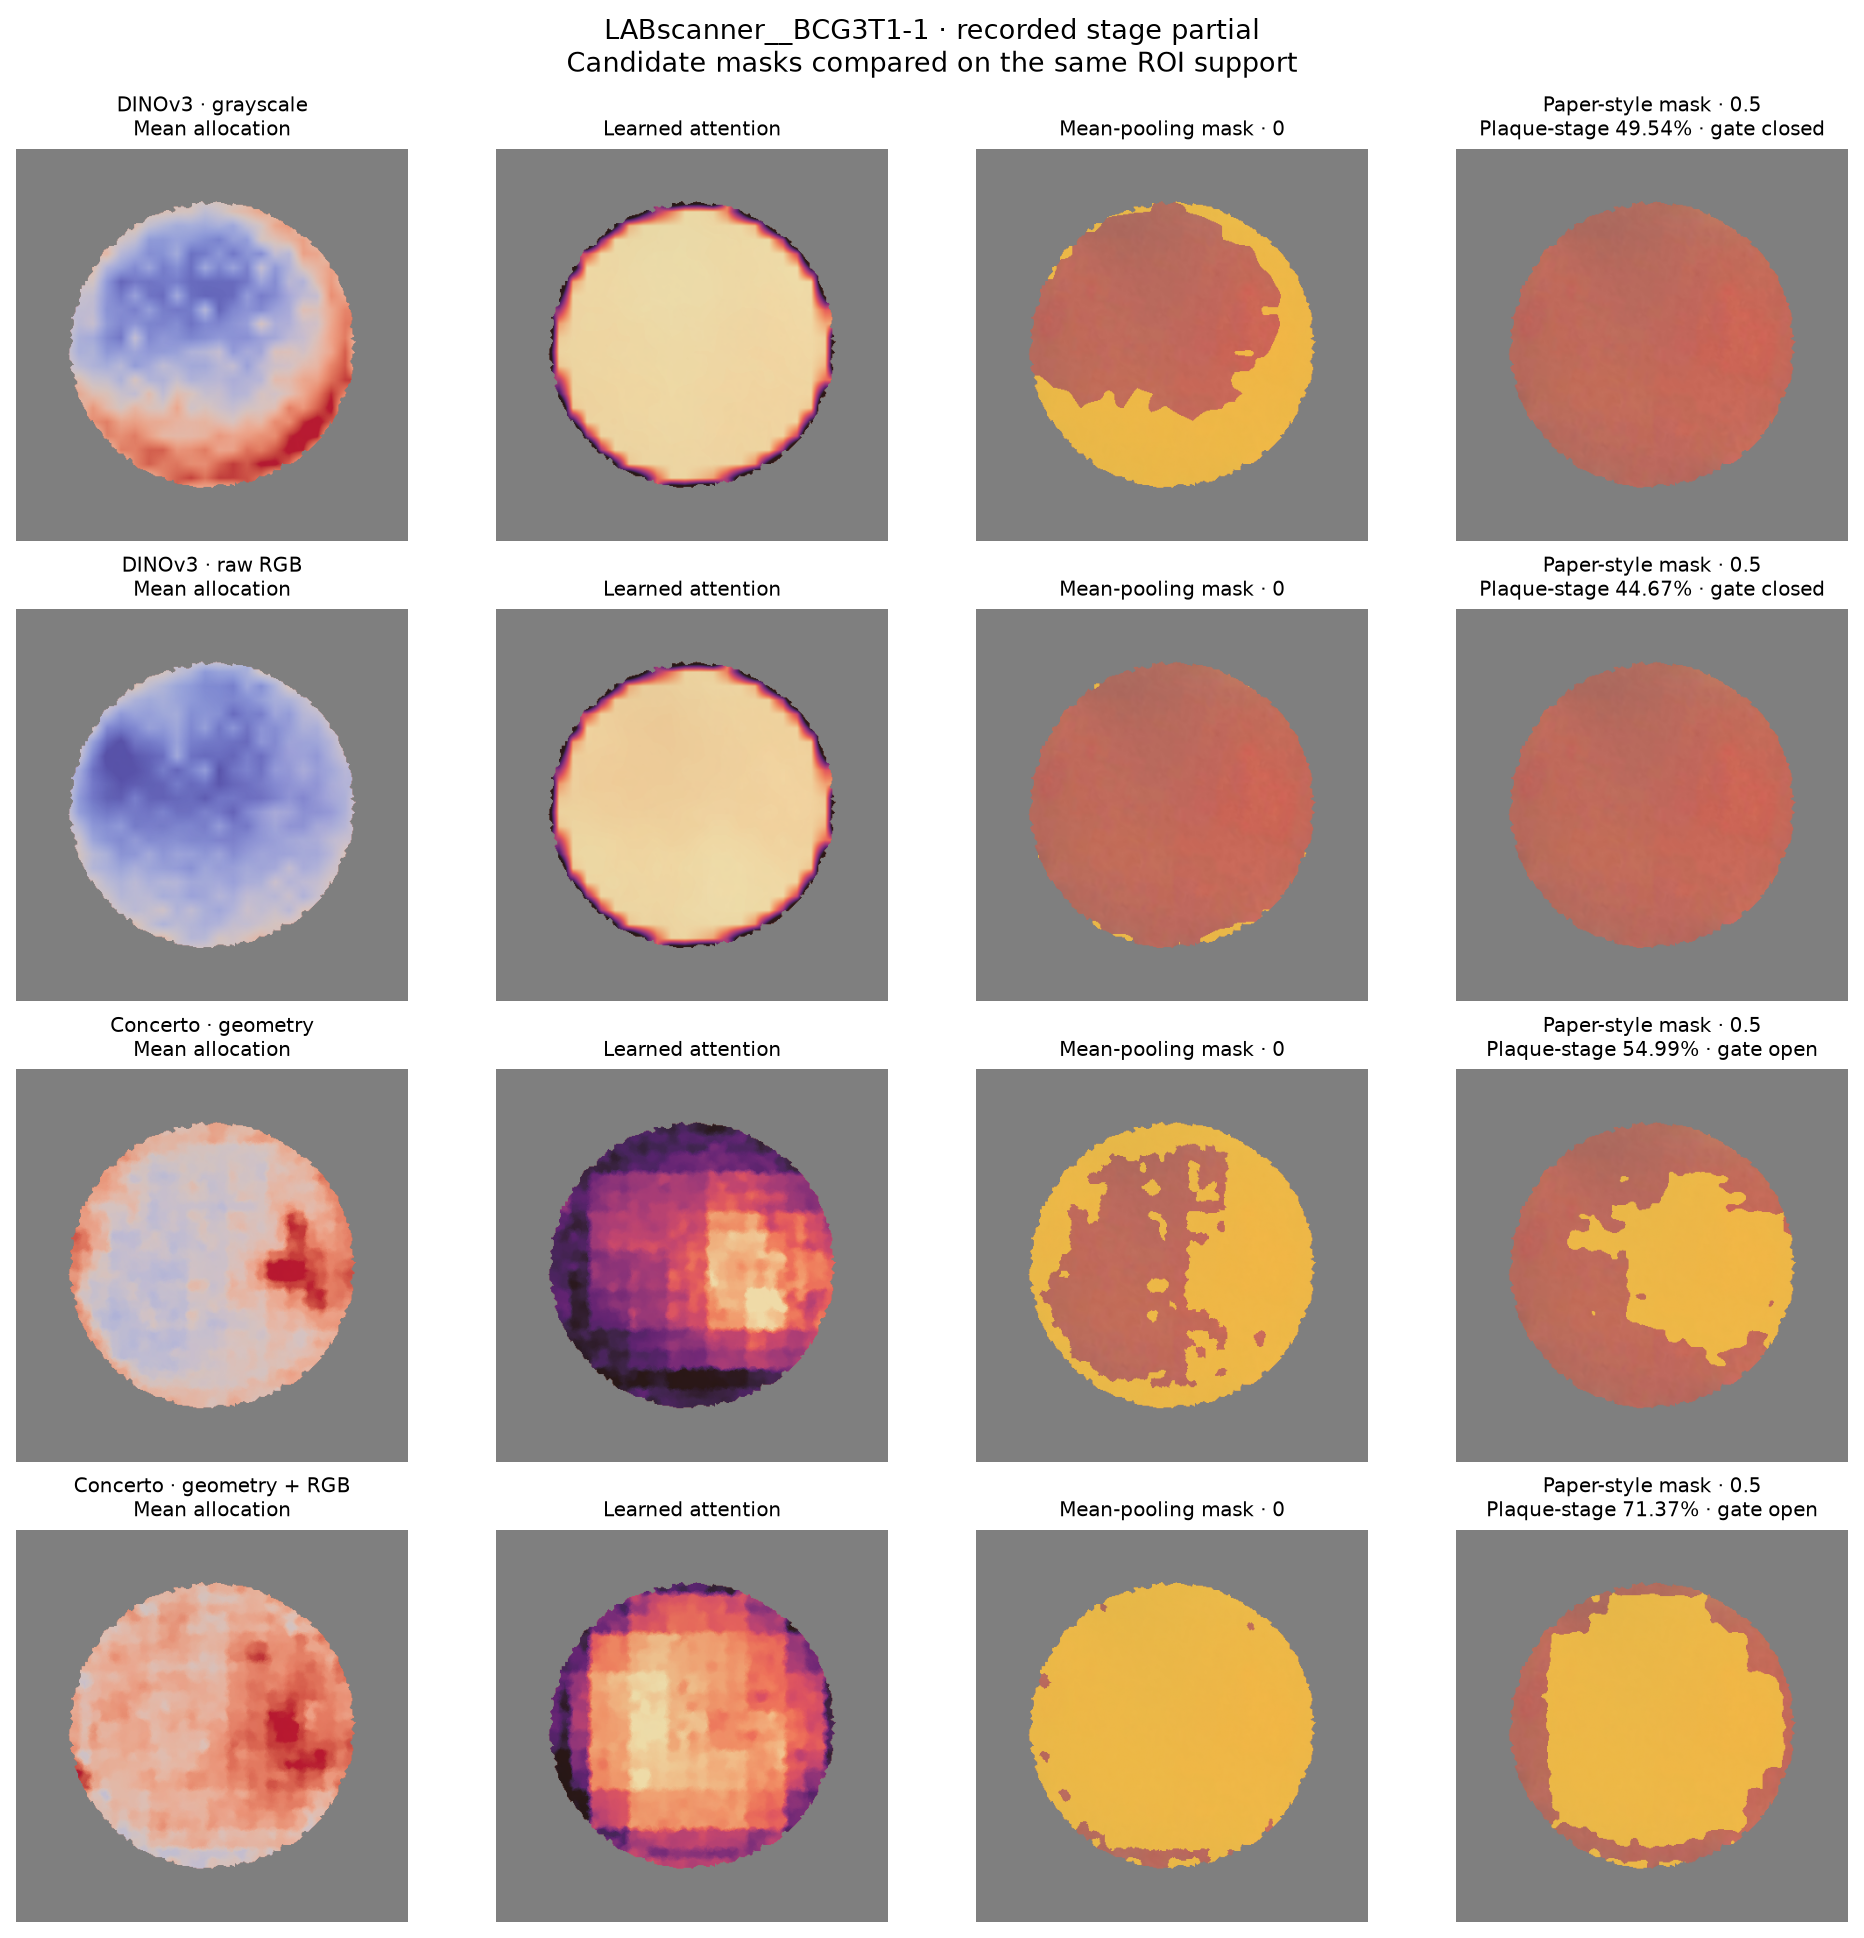 LABscanner__BCG3T1-1 · recorded stage partial
Candidate masks compared on the same ROI support
DINOv3 · grayscale
Mean allocation
Learned attention
Mean-pooling mask · 0
Paper-style mask · 0.5
Plaque-stage 49.54% · gate closed
DINOv3 · raw RGB
Mean allocation
Learned attention
Mean-pooling mask · 0
Paper-style mask · 0.5
Plaque-stage 44.67% · gate closed
Concerto · geometry
Mean allocation
Learned attention
Mean-pooling mask · 0
Paper-style mask · 0.5
Plaque-stage 54.99% · gate open
Concerto · geometry + RGB
Mean allocation
Learned attention
Mean-pooling mask · 0
Paper-style mask · 0.5
Plaque-stage 71.37% · gate open